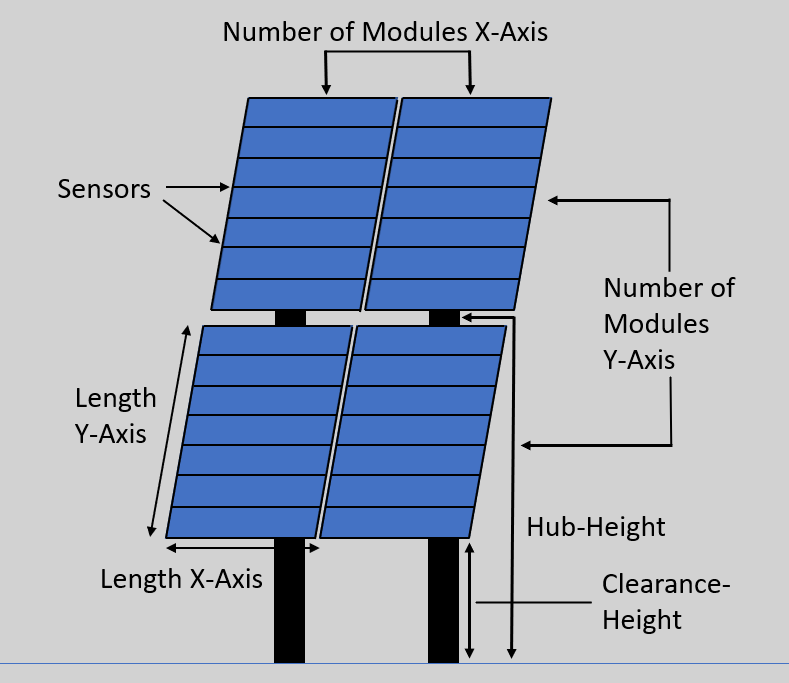 Number of Modules X-Axis
Sensors
Number of
Modules
Y-Axis
Length
Y-Axis
Hub-Height
Length X-Axis
Clearance-
Height